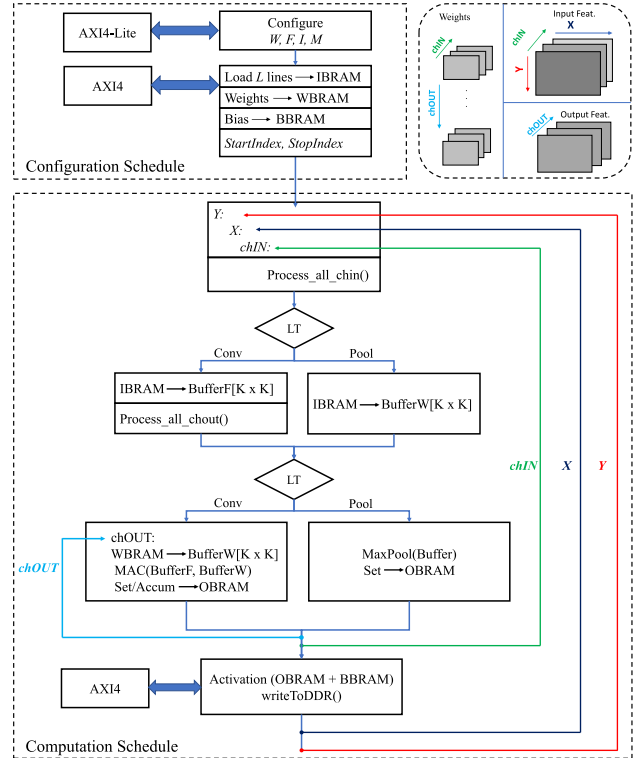 AXI4-Lite
Configure
W, F, I, M
AXI4
Load L lines → IBRAM
Weights → WBRAM
Bias → BBRAM
StartIndex, StopIndex
Configuration Schedule
Weights
chIN
chOUT
Input Feat.
X
chIN
Y
Output Feat.
chOUT
Y:
X:
chIN:
Process_all_chin()
LT
Conv
Pool
IBRAM → BufferF[K x K]
Process_all_chout()
IBRAM → BufferW[K x K]
LT
Conv
Pool
chOUT:
WBRAM → BufferW[K x K]
MAC(BufferF, BufferW)
Set/Accum → OBRAM
MaxPool(Buffer)
Set → OBRAM
chOUT
chIN
X
Y
AXI4
Activation (OBRAM + BBRAM)
writeToDDR()
Computation Schedule